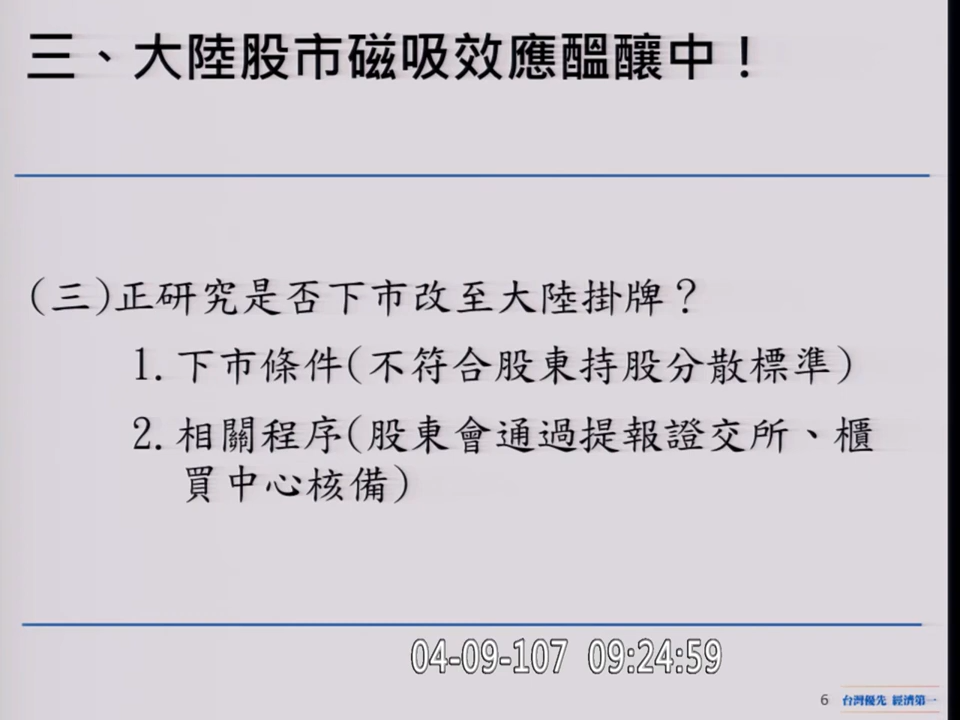 三、大陸股市磁吸效應醞釀中！
(三)正研究是否下市改至大陸掛牌？
1. 下市條件(不符合股東持股分散標準)
2. 相關程序(股東會通過提報證交所、櫃
買中心核備)
04-09-107 09:24:59
6 台灣優先 經濟第一